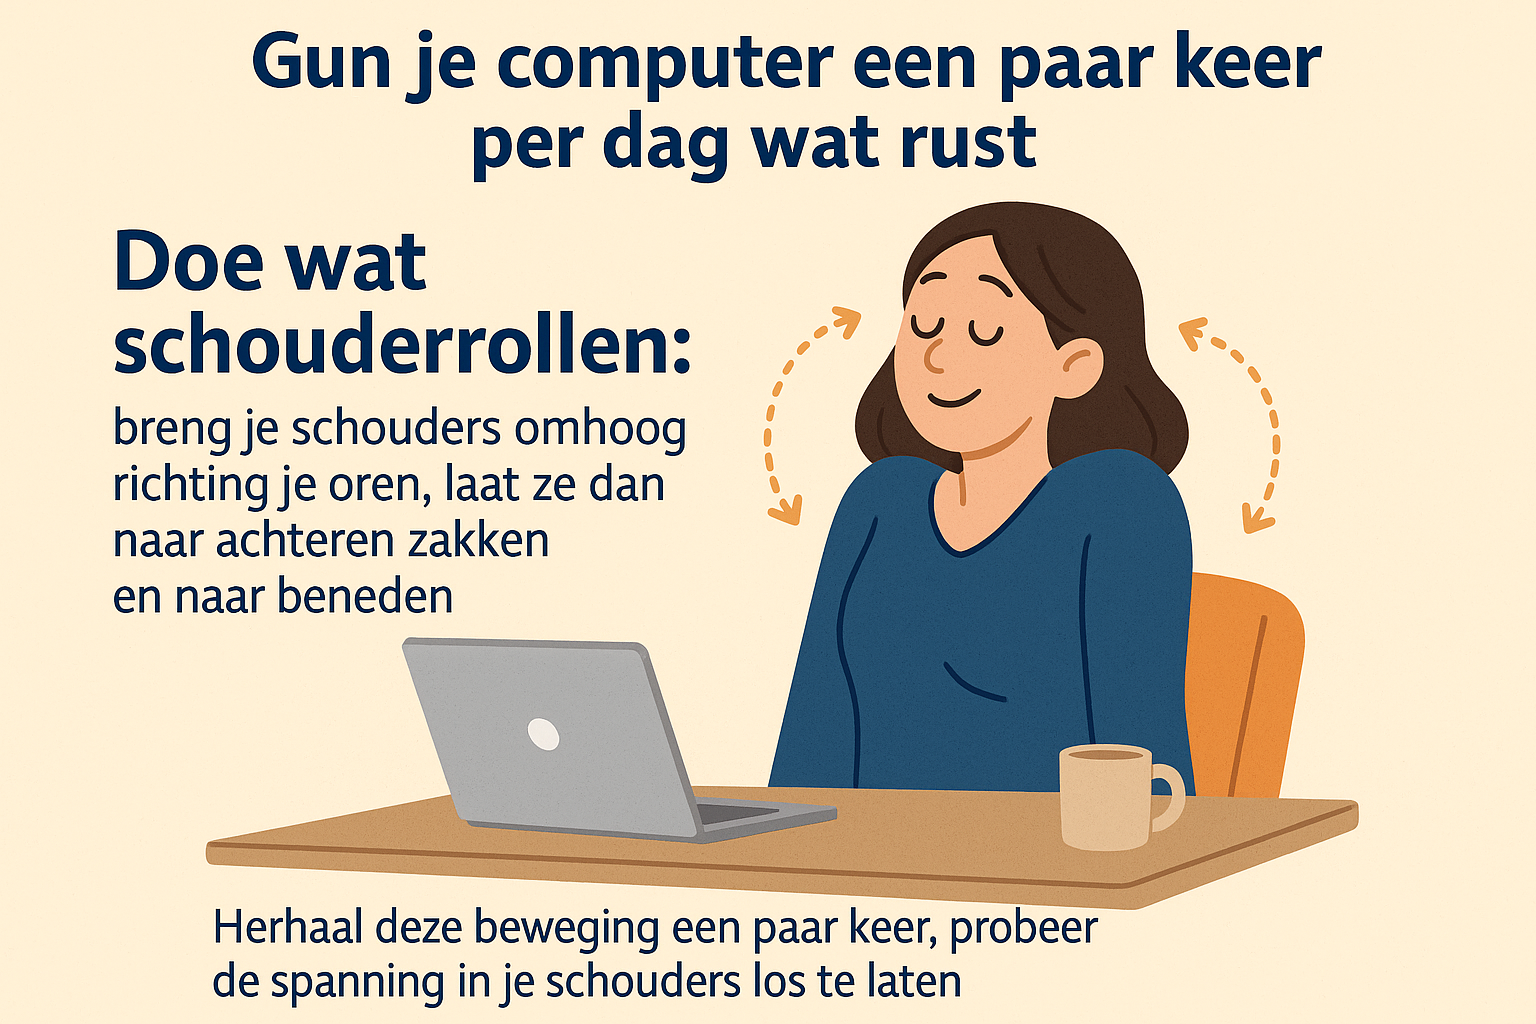 Gun je computer een paar keer
per dag wat rust
Doe wat
schouderrollen:
breng je schouders omhoog
richting je oren, laat ze dan
naar achteren zakken
en naar beneden
Herhaal deze beweging een paar keer, probeer
de spanning in je schouders los te laten